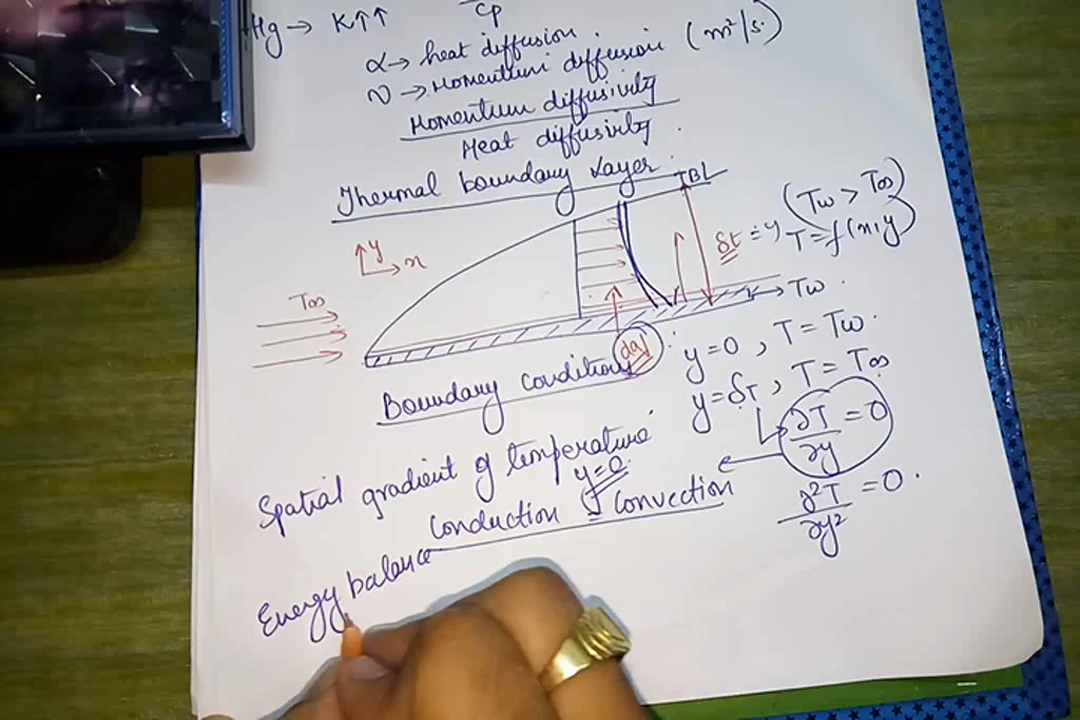 Hg → K↑↑
Cp
α → heat diffusion.
ν → Momentum diffusion (m²/s)
Momentum diffusivity
Heat diffusivity.
Thermal boundary Layer.
TBL
(Tw > T∞)
T = f(x, y)
δt = y
y
x
T∞
Tw
Boundary condition
y=0, T = Tw.
y=δT, T = T∞
∂T/∂y = 0
∂²T/∂y² = 0.
Spatial gradient of temperature
y=0.
Conduction & Convection
Energy balance